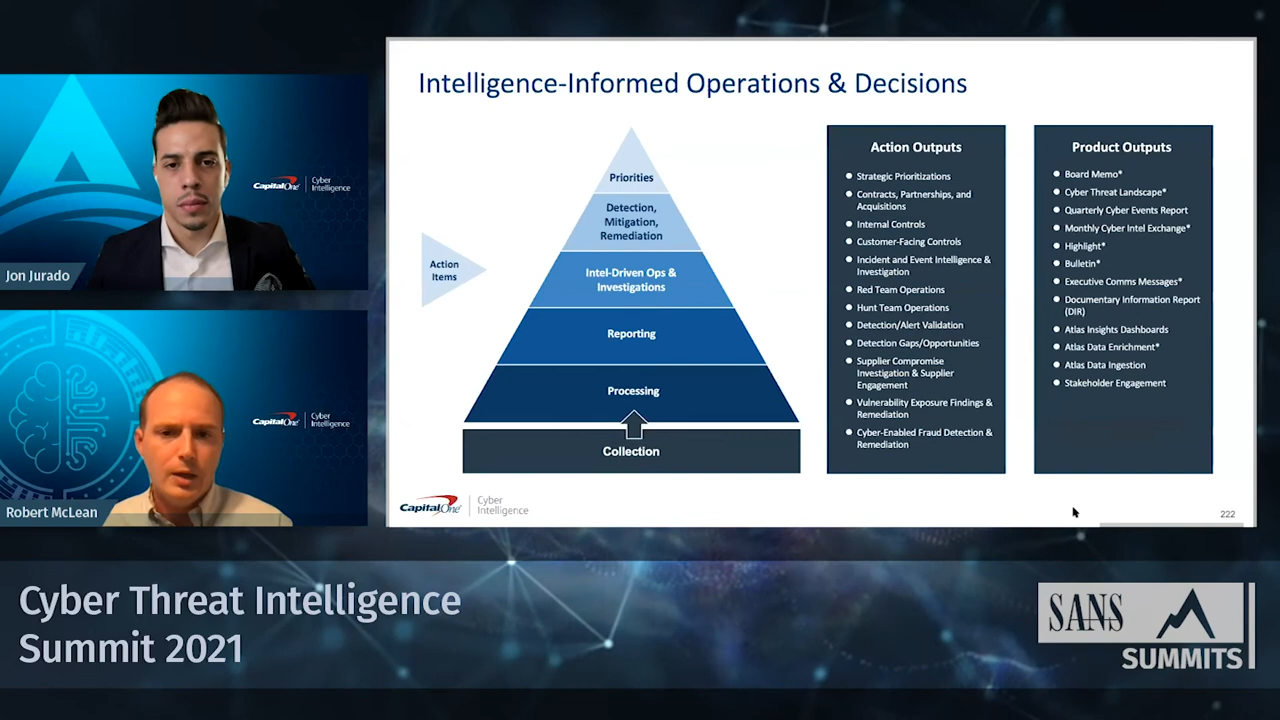 CapitalOne
Cyber
Intelligence
Jon Jurado
CapitalOne
Cyber
Intelligence
Robert McLean
Intelligence-Informed Operations & Decisions
Action
Items
Priorities
Detection,
Mitigation,
Remediation
Intel-Driven Ops &
Investigations
Reporting
Processing
Collection
Action Outputs
Strategic Prioritizations
Contracts, Partnerships, and
Acquisitions
Internal Controls
Customer-Facing Controls
Incident and Event Intelligence &
Investigation
Red Team Operations
Hunt Team Operations
Detection/Alert Validation
Detection Gaps/Opportunities
Supplier Compromise
Investigation & Supplier
Engagement
Vulnerability Exposure Findings &
Remediation
Cyber-Enabled Fraud Detection &
Remediation
Product Outputs
Board Memo*
Cyber Threat Landscape*
Quarterly Cyber Events Report
Monthly Cyber Intel Exchange*
Highlight*
Bulletin*
Executive Comms Messages*
Documentary Information Report
(DIR)
Atlas Insights Dashboards
Atlas Data Enrichment*
Atlas Data Ingestion
Stakeholder Engagement
CapitalOne
Cyber
Intelligence
222
Cyber Threat Intelligence
Summit 2021
SANS
SUMMITS